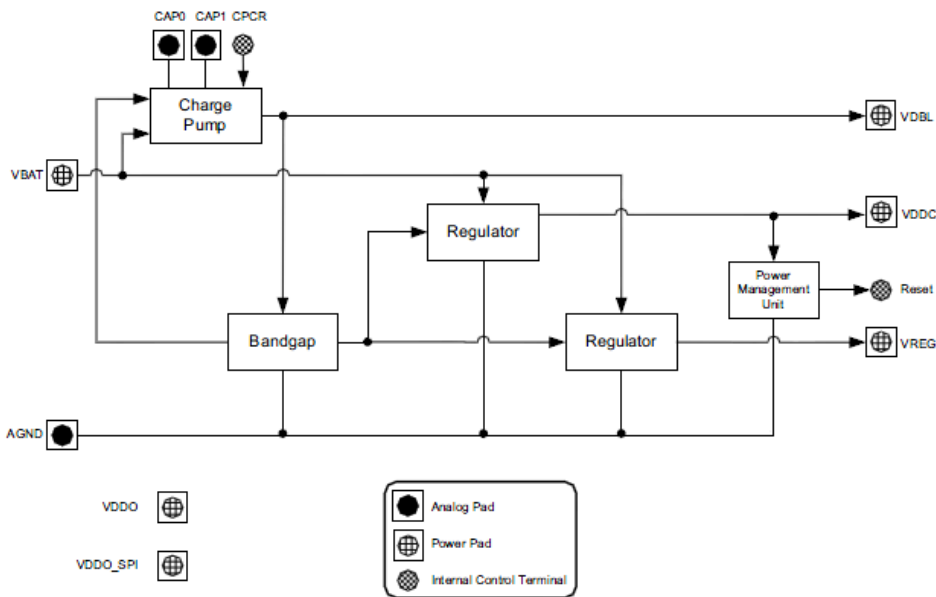 CAP0 CAP1 CPCR
Charge
Pump
VDBL
VBAT
VDDC
Regulator
Power
Management
Unit
Reset
Bandgap
Regulator
VREG
AGND
VDDO
Analog Pad
Power Pad
VDDO_SPI
Internal Control Terminal